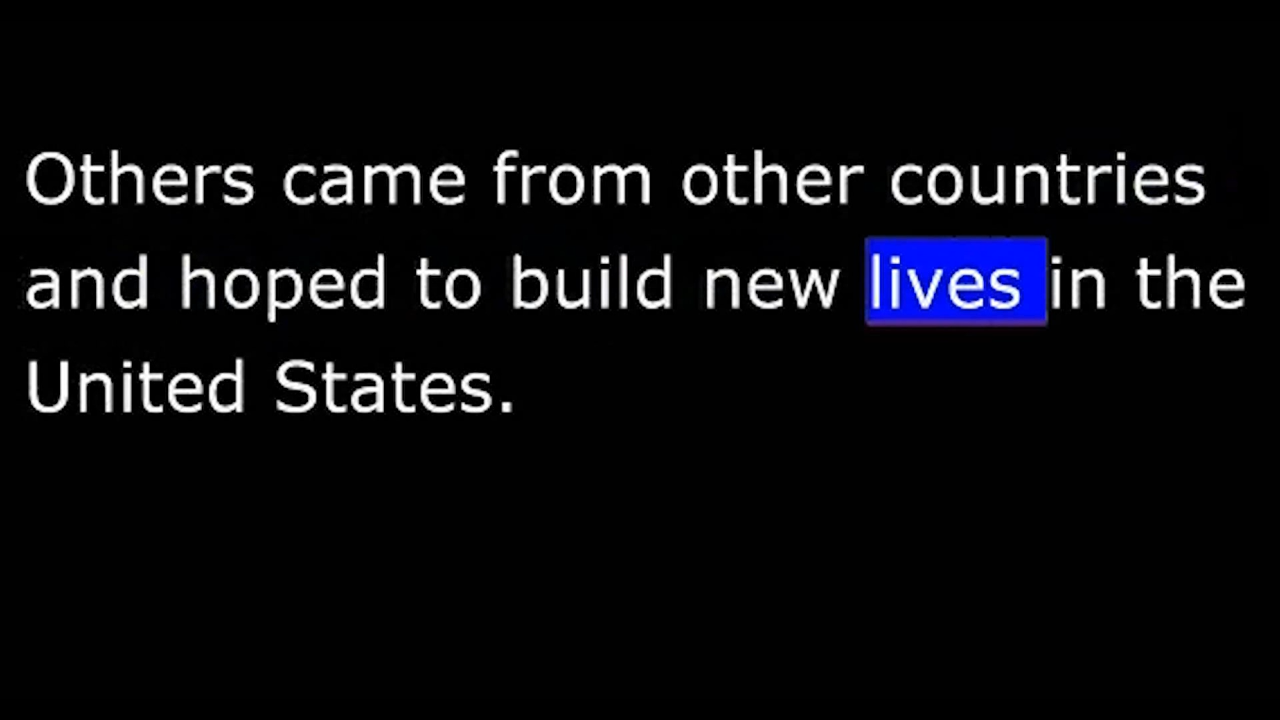 Others came from other countries
and hoped to build new lives in the
United States.